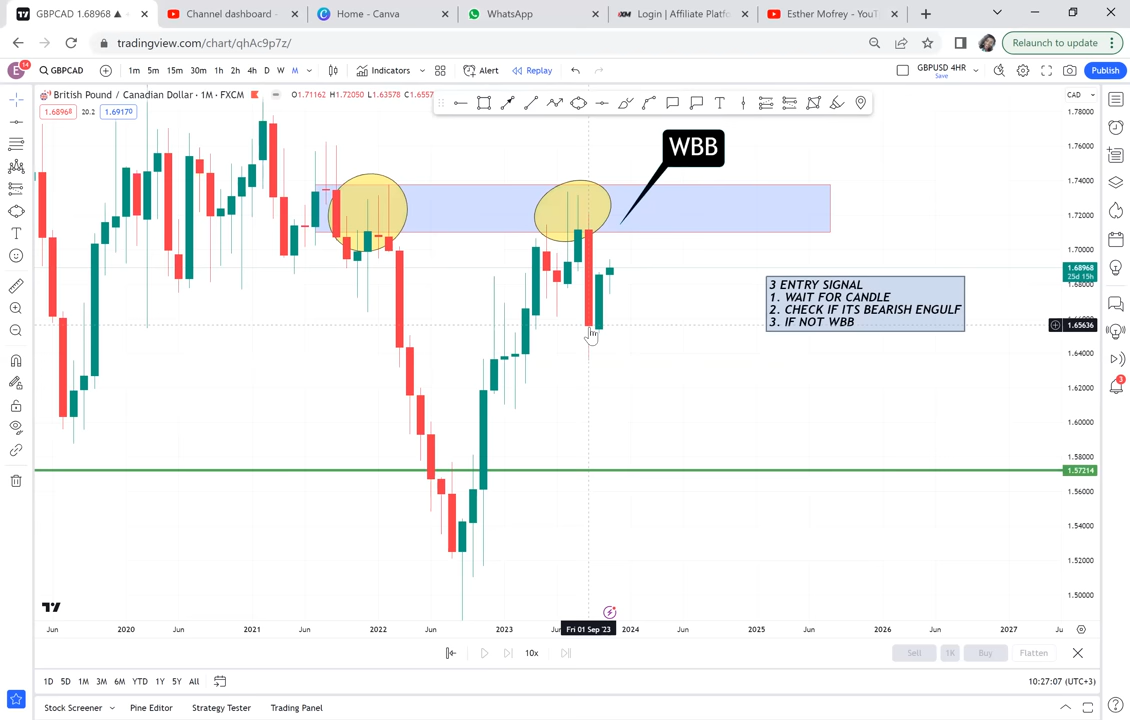 GBPCAD 1.68968 ▲
Channel dashboard
Home - Canva
WhatsApp
Login | Affiliate Platf
Esther Mofrey - YouT
tradingview.com/chart/qhAc9p7z/
Relaunch to update
E 14 GBPCAD 1m 5m 15m 30m 1h 2h 4h D W M Indicators Alert Replay GBPUSD 4HR Save Publish
British Pound / Canadian Dollar · 1M · FXCM O1.71162 H1.72050 L1.63578 C1.6557
1.68968 20.2 1.69170
CAD
1.78000
1.76000
1.74000
1.72000
1.70000
1.68968
25d 15h
1.68000
1.65636
1.64000
1.62000
1.60000
1.58000
1.57214
1.56000
1.54000
1.52000
1.50000
WBB
3 ENTRY SIGNAL
1. WAIT FOR CANDLE
2. CHECK IF ITS BEARISH ENGULF
3. IF NOT WBB
3
Jun 2020 Jun 2021 Jun 2022 Jun 2023 Fri 01 Sep '23 2024 Jun 2025 Jun 2026 Jun 2027 Ju
10x Sell 1K Buy Flatten
1D 5D 1M 3M 6M YTD 1Y 5Y All 10:27:07 (UTC+3)
Stock Screener Pine Editor Strategy Tester Trading Panel